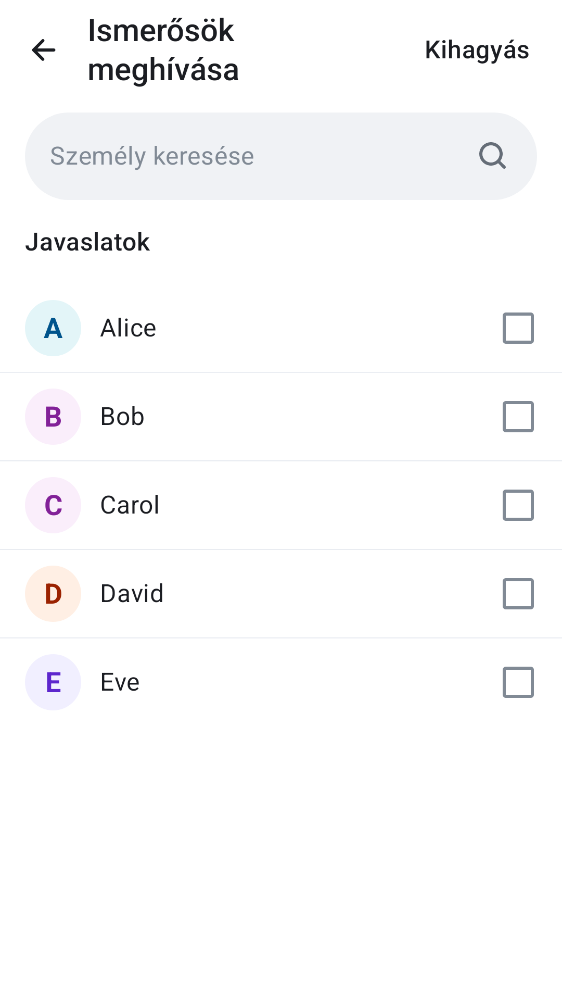 Ismerősök
meghívása
Kihagyás
Személy keresése
Javaslatok
A Alice
B Bob
C Carol
D David
E Eve